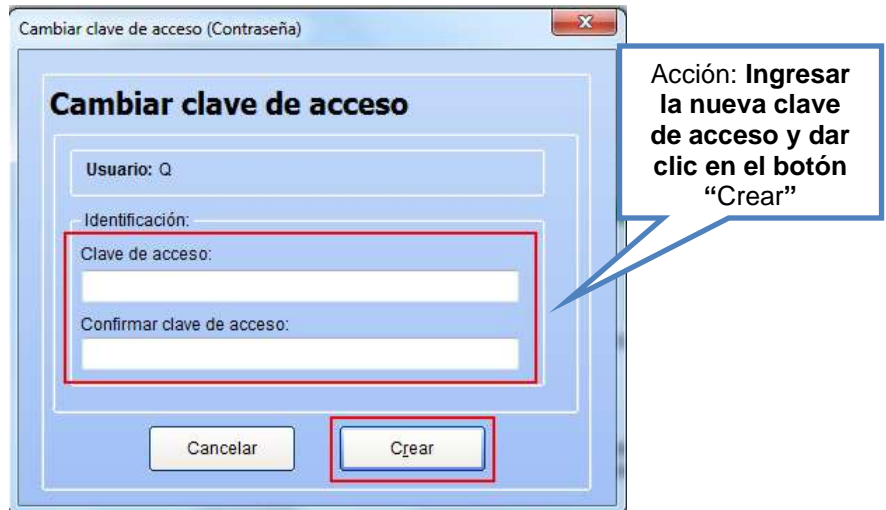 Cambiar clave de acceso (Contraseña)
Cambiar clave de acceso
Usuario: Q
Identificación:
Clave de acceso:
Confirmar clave de acceso:
Cancelar
Crear
Acción: Ingresar
la nueva clave
de acceso y dar
clic en el botón
“Crear”